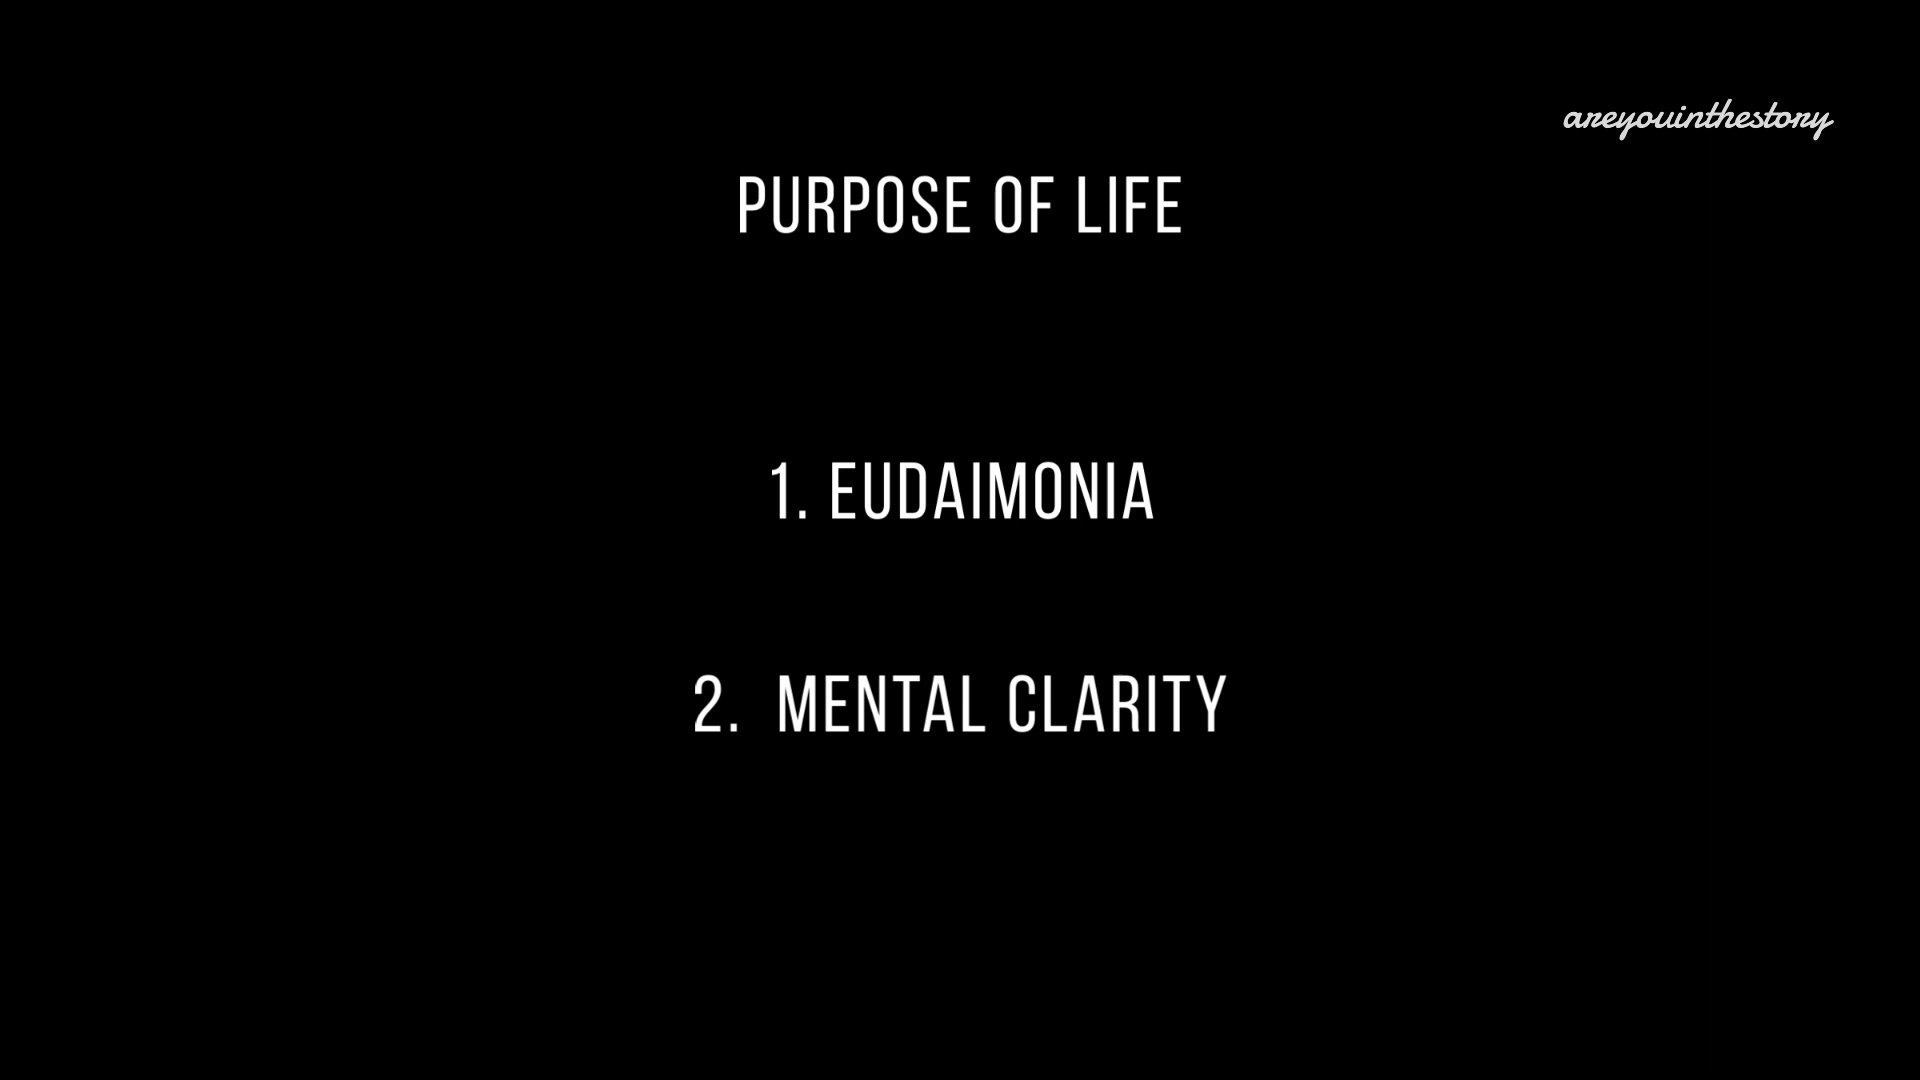 areyouinthestory
PURPOSE OF LIFE
1. EUDAIMONIA
2. MENTAL CLARITY